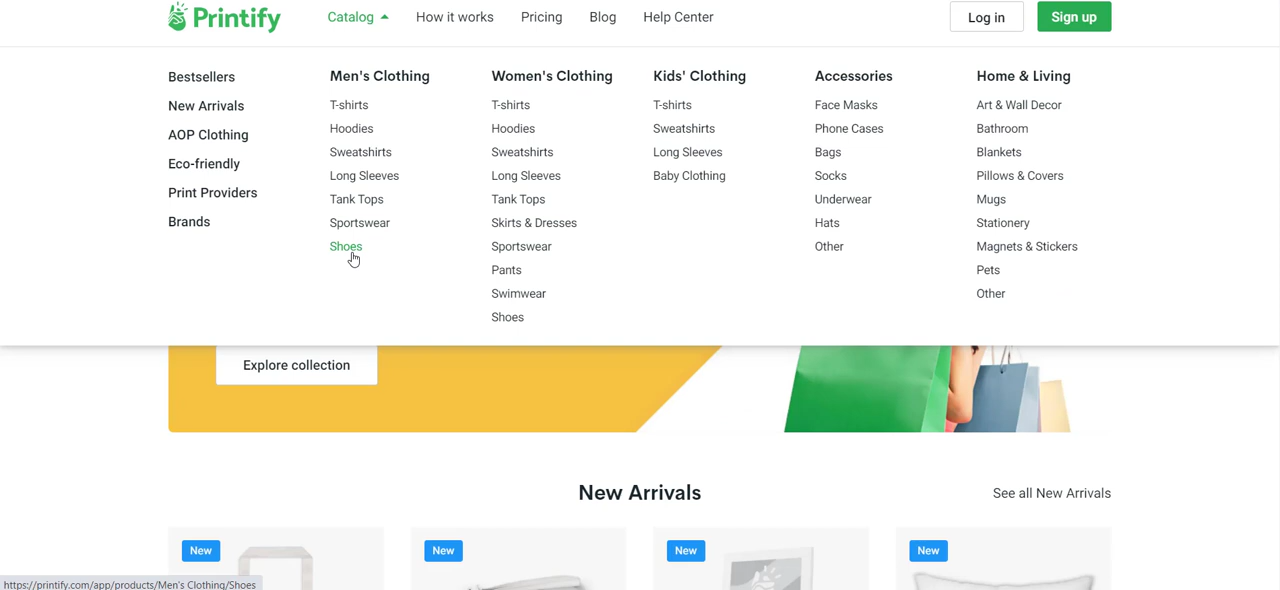 Printify
Catalog
How it works
Pricing
Blog
Help Center
Log in
Sign up
Bestsellers
New Arrivals
AOP Clothing
Eco-friendly
Print Providers
Brands
Men's Clothing
T-shirts
Hoodies
Sweatshirts
Long Sleeves
Tank Tops
Sportswear
Shoes
Women's Clothing
T-shirts
Hoodies
Sweatshirts
Long Sleeves
Tank Tops
Skirts & Dresses
Sportswear
Pants
Swimwear
Shoes
Kids' Clothing
T-shirts
Sweatshirts
Long Sleeves
Baby Clothing
Accessories
Face Masks
Phone Cases
Bags
Socks
Underwear
Hats
Other
Home & Living
Art & Wall Decor
Bathroom
Blankets
Pillows & Covers
Mugs
Stationery
Magnets & Stickers
Pets
Other
Explore collection
New Arrivals
See all New Arrivals
New
New
New
New
https://printify.com/app/products/Men's Clothing/Shoes